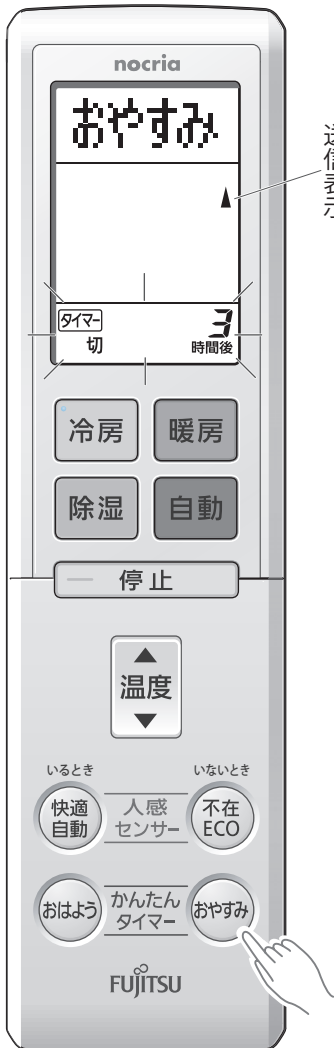 nocria
おやすみ
送信表示
タイマー
切
3
時間後
冷房
暖房
除湿
自動
停止
温度
いるとき
いないとき
快適
自動
人感
センサー
不在
ECO
おはよう
かんたん
タイマー
おやすみ
FUJITSU